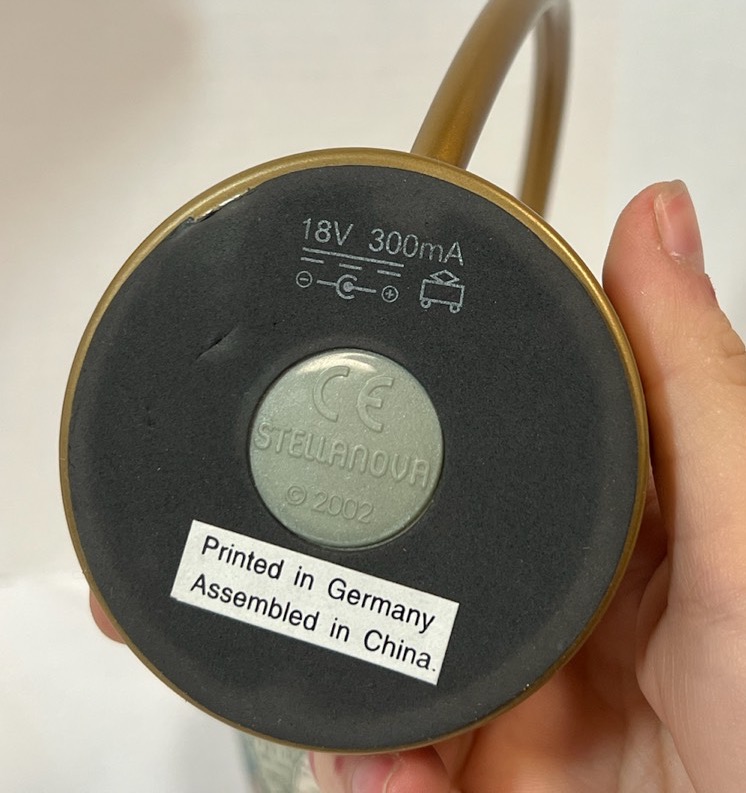 18V 300mA
CE
STELLANOVA
© 2002
Printed in Germany
Assembled in China.